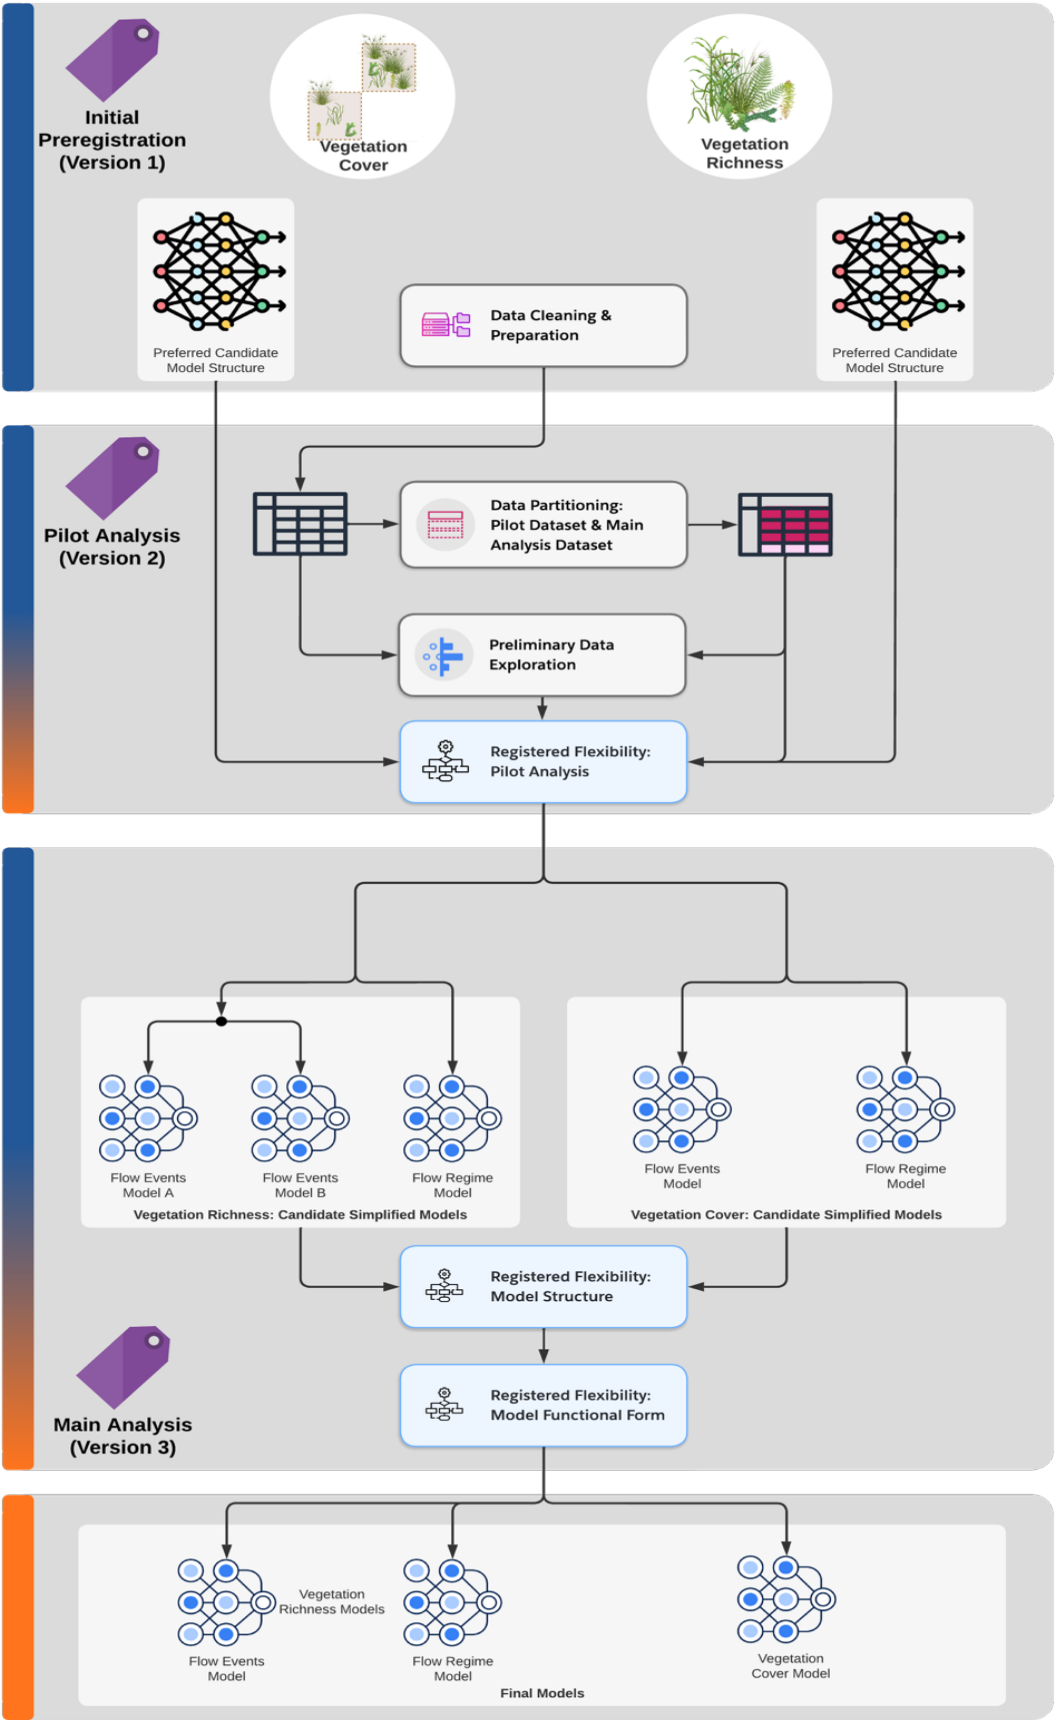 Initial
Preregistration
(Version 1)
Vegetation
Cover
Vegetation
Richness
Preferred Candidate
Model Structure
Data Cleaning &
Preparation
Preferred Candidate
Model Structure
Pilot Analysis
(Version 2)
Data Partitioning:
Pilot Dataset & Main
Analysis Dataset
Preliminary Data
Exploration
Registered Flexibility:
Pilot Analysis
Flow Events
Model A
Flow Events
Model B
Flow Regime
Model
Vegetation Richness: Candidate Simplified Models
Flow Events
Model
Flow Regime
Model
Vegetation Cover: Candidate Simplified Models
Registered Flexibility:
Model Structure
Main Analysis
(Version 3)
Registered Flexibility:
Model Functional Form
Vegetation
Richness Models
Flow Events
Model
Flow Regime
Model
Vegetation
Cover Model
Final Models